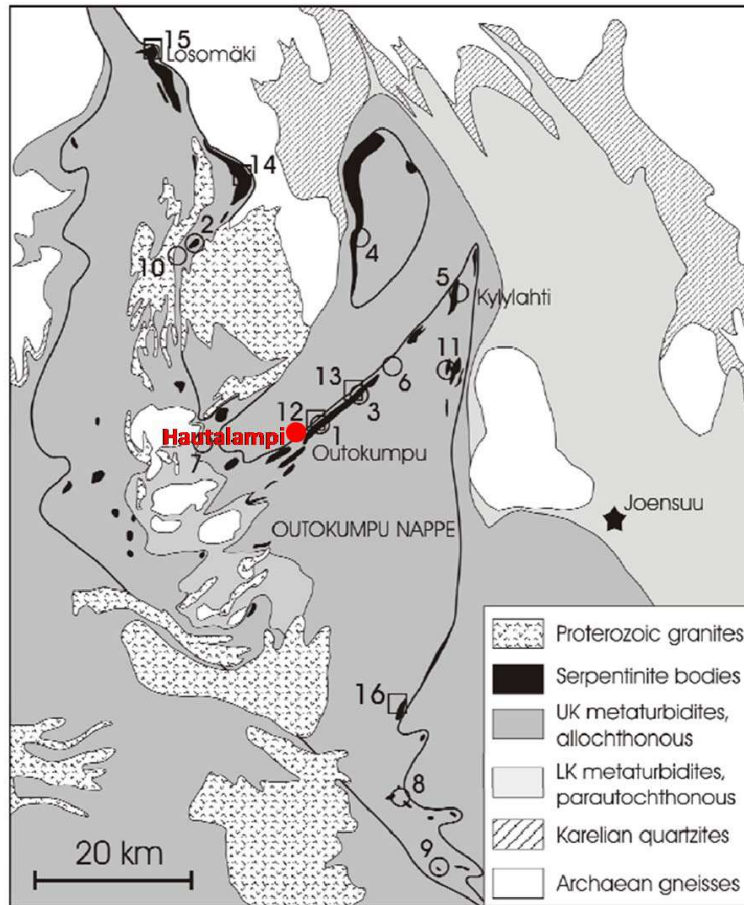 15
Losomäki
14
2
10
4
5
Kylylahti
11
6
13
3
12
Hautalampi
1
7
Outokumpu
Joensuu
OUTOKUMPU NAPPE
16
8
9
20 km
Proterozoic granites
Serpentinite bodies
UK metaturbidites,
allochthonous
LK metaturbidites,
parautochthonous
Karelian quartzites
Archaean gneisses